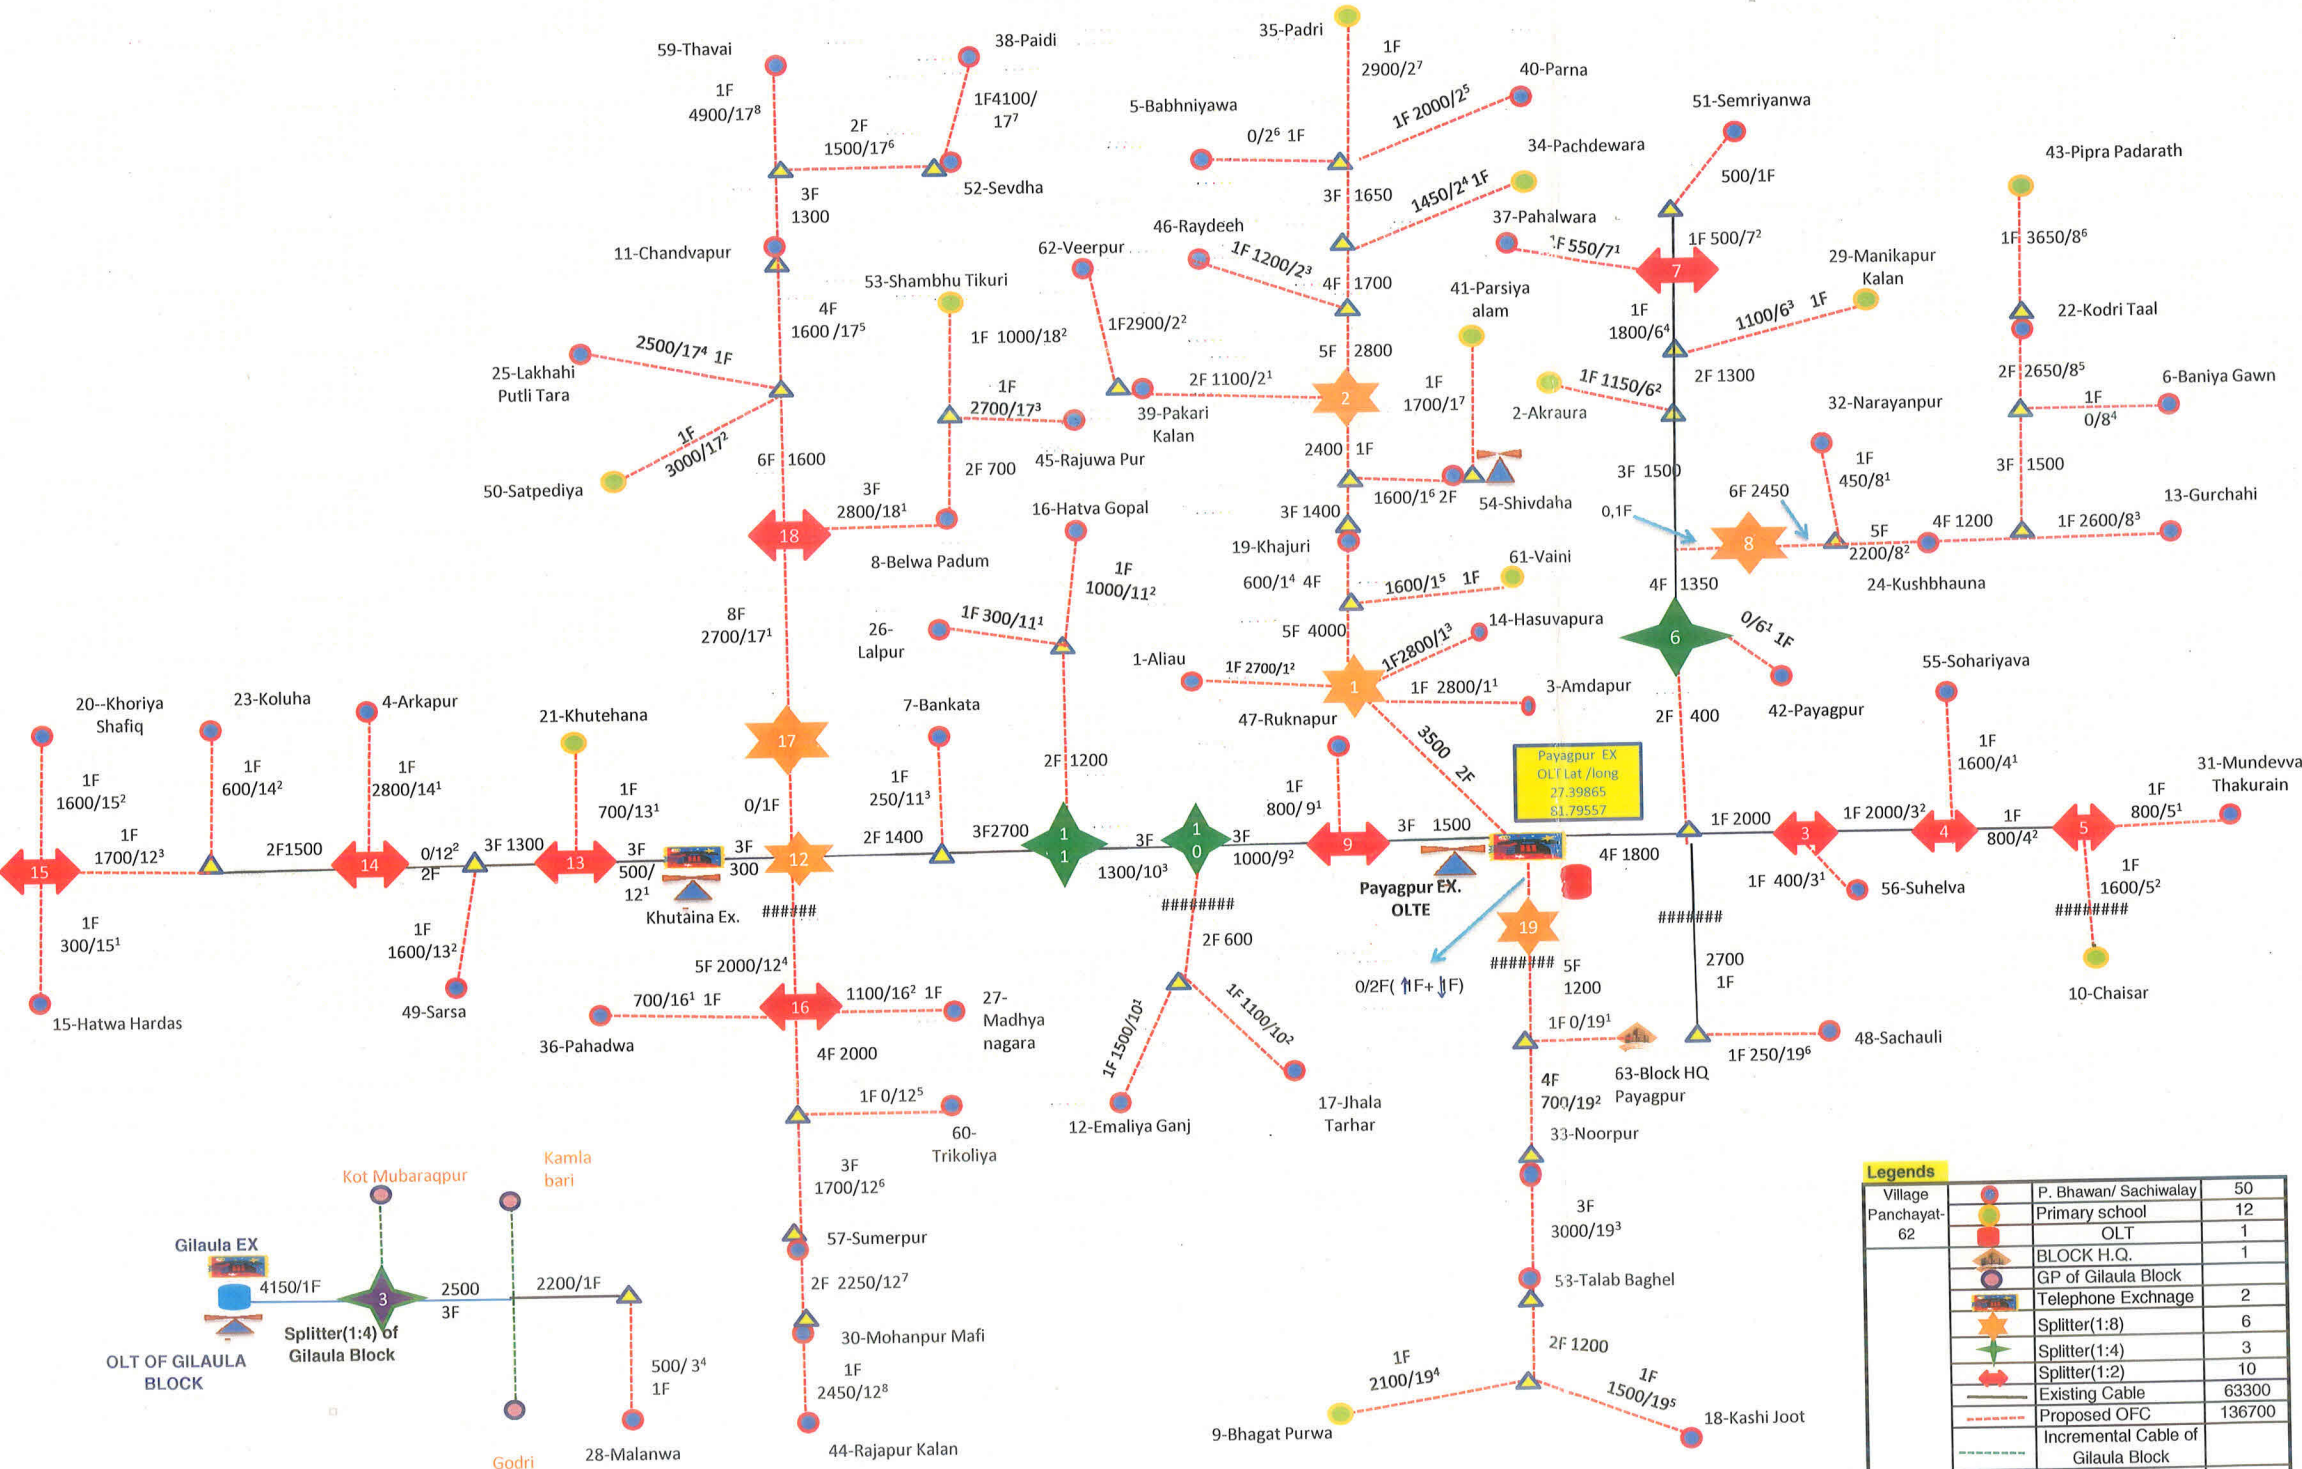 35-Padri
59-Thavai
38-Paidi
1F
2900/2⁷
40-Parna
1F
4900/17⁸
1F4100/
17⁷
5-Babhniyawa
1F 2000/2⁵
51-Semriyanwa
2F
1500/17⁶
0/2⁶ 1F
34-Pachdewara
43-Pipra Padarath
52-Sevdha
3F
1300
3F 1650
1450/2⁴ 1F
500/1F
46-Raydeeh
37-Pahalwara
11-Chandvapur
62-Veerpur
1F 1200/2³
1F 550/7¹
1F 500/7²
7
1F 3650/8⁶
29-Manikapur
Kalan
53-Shambhu Tikuri
4F 1700
41-Parsiya
alam
4F
1600 /17⁵
1F2900/2²
1F
1800/6⁴
1100/6³ 1F
22-Kodri Taal
1F 1000/18²
2500/17⁴ 1F
5F 2800
25-Lakhahi
Putli Tara
1F
2700/17³
2F 1100/2¹
2
1F
1700/1⁷
1F 1150/6²
2F 1300
2F 2650/8⁵
6-Baniya Gawn
1F
0/8⁴
39-Pakari
Kalan
2-Akraura
32-Narayanpur
1F
3000/17²
6F 1600
2F 700
45-Rajuwa Pur
2400 1F
3F 1500
1F
450/8¹
3F 1500
50-Satpediya
3F
2800/18¹
16-Hatva Gopal
1600/1⁶ 2F
54-Shivdaha
6F 2450
0,1F
13-Gurchahi
18
3F 1400
8
5F
2200/8²
4F 1200
1F 2600/8³
8-Belwa Padum
19-Khajuri
61-Vaini
24-Kushbhauna
1F
1000/11²
600/1⁴ 4F
1600/1⁵ 1F
4F 1350
8F
2700/17¹
1F 300/11¹
26-
Lalpur
5F 4000
14-Hasuvapura
6
0/6¹ 1F
1-Aliau
1F 2700/1²
1
1F2800/1³
1F 2800/1¹
3-Amdapur
55-Sohariyava
42-Payagpur
20--Khoriya
Shafiq
23-Koluha
4-Arkapur
21-Khutehana
7-Bankata
47-Ruknapur
2F 400
17
3500 2F
Payagpur EX
OLT Lat /long
27.39865
81.79557
1F
1600/15²
1F
600/14²
1F
2800/14¹
1F
700/13¹
0/1F
1F
250/11³
2F 1200
1F
800/9¹
1F
1600/4¹
31-Mundevva
Thakurain
1F
800/5¹
1F
1700/12³
2F1500
0/12²
2F
3F 1300
3F
500/
12¹
3F
300
2F 1400
3F2700
3F
1300/10³
3F
1000/9²
3F 1500
4F 1800
1F 2000
1F 2000/3²
1F
800/4²
15
14
13
12
1
1
1
0
9
3
4
5
Khutaina Ex.
Payagpur EX.
OLTE
1F 400/3¹
56-Suhelva
1F
1600/5²
######
########
#######
#######
########
1F
300/15¹
1F
1600/13²
5F 2000/12⁴
2F 600
19
0/2F( ↑1F+ ↓1F)
5F
1200
2700
1F
10-Chaisar
15-Hatwa Hardas
49-Sarsa
700/16¹ 1F
16
1100/16² 1F
27-
Madhya
nagara
36-Pahadwa
1F 1500/10¹
1F 1100/10²
1F 0/19¹
63-Block HQ
Payagpur
1F 250/19⁶
48-Sachauli
4F 2000
1F 0/12⁵
60-
Trikoliya
12-Emaliya Ganj
17-Jhala
Tarhar
4F
700/19²
33-Noorpur
3F
1700/12⁶
57-Sumerpur
3F
3000/19³
53-Talab Baghel
2F 2250/12⁷
30-Mohanpur Mafi
2F 1200
1F
2450/12⁸
44-Rajapur Kalan
1F
2100/19⁴
1F
1500/19⁵
9-Bhagat Purwa
18-Kashi Joot
Kot Mubaraqpur
Kamla
bari
Gilaula EX
4150/1F
3
2500
3F
2200/1F
Splitter(1:4) of
Gilaula Block
OLT OF GILAULA
BLOCK
500/ 3⁴
1F
Godri
28-Malanwa
Legends
Village
Panchayat-
62
P. Bhawan/ Sachiwalay 50
Primary school 12
OLT 1
BLOCK H.Q. 1
GP of Gilaula Block
Telephone Exchnage 2
Splitter(1:8) 6
Splitter(1:4) 3
Splitter(1:2) 10
Existing Cable 63300
Proposed OFC 136700
Incremental Cable of
Gilaula Block